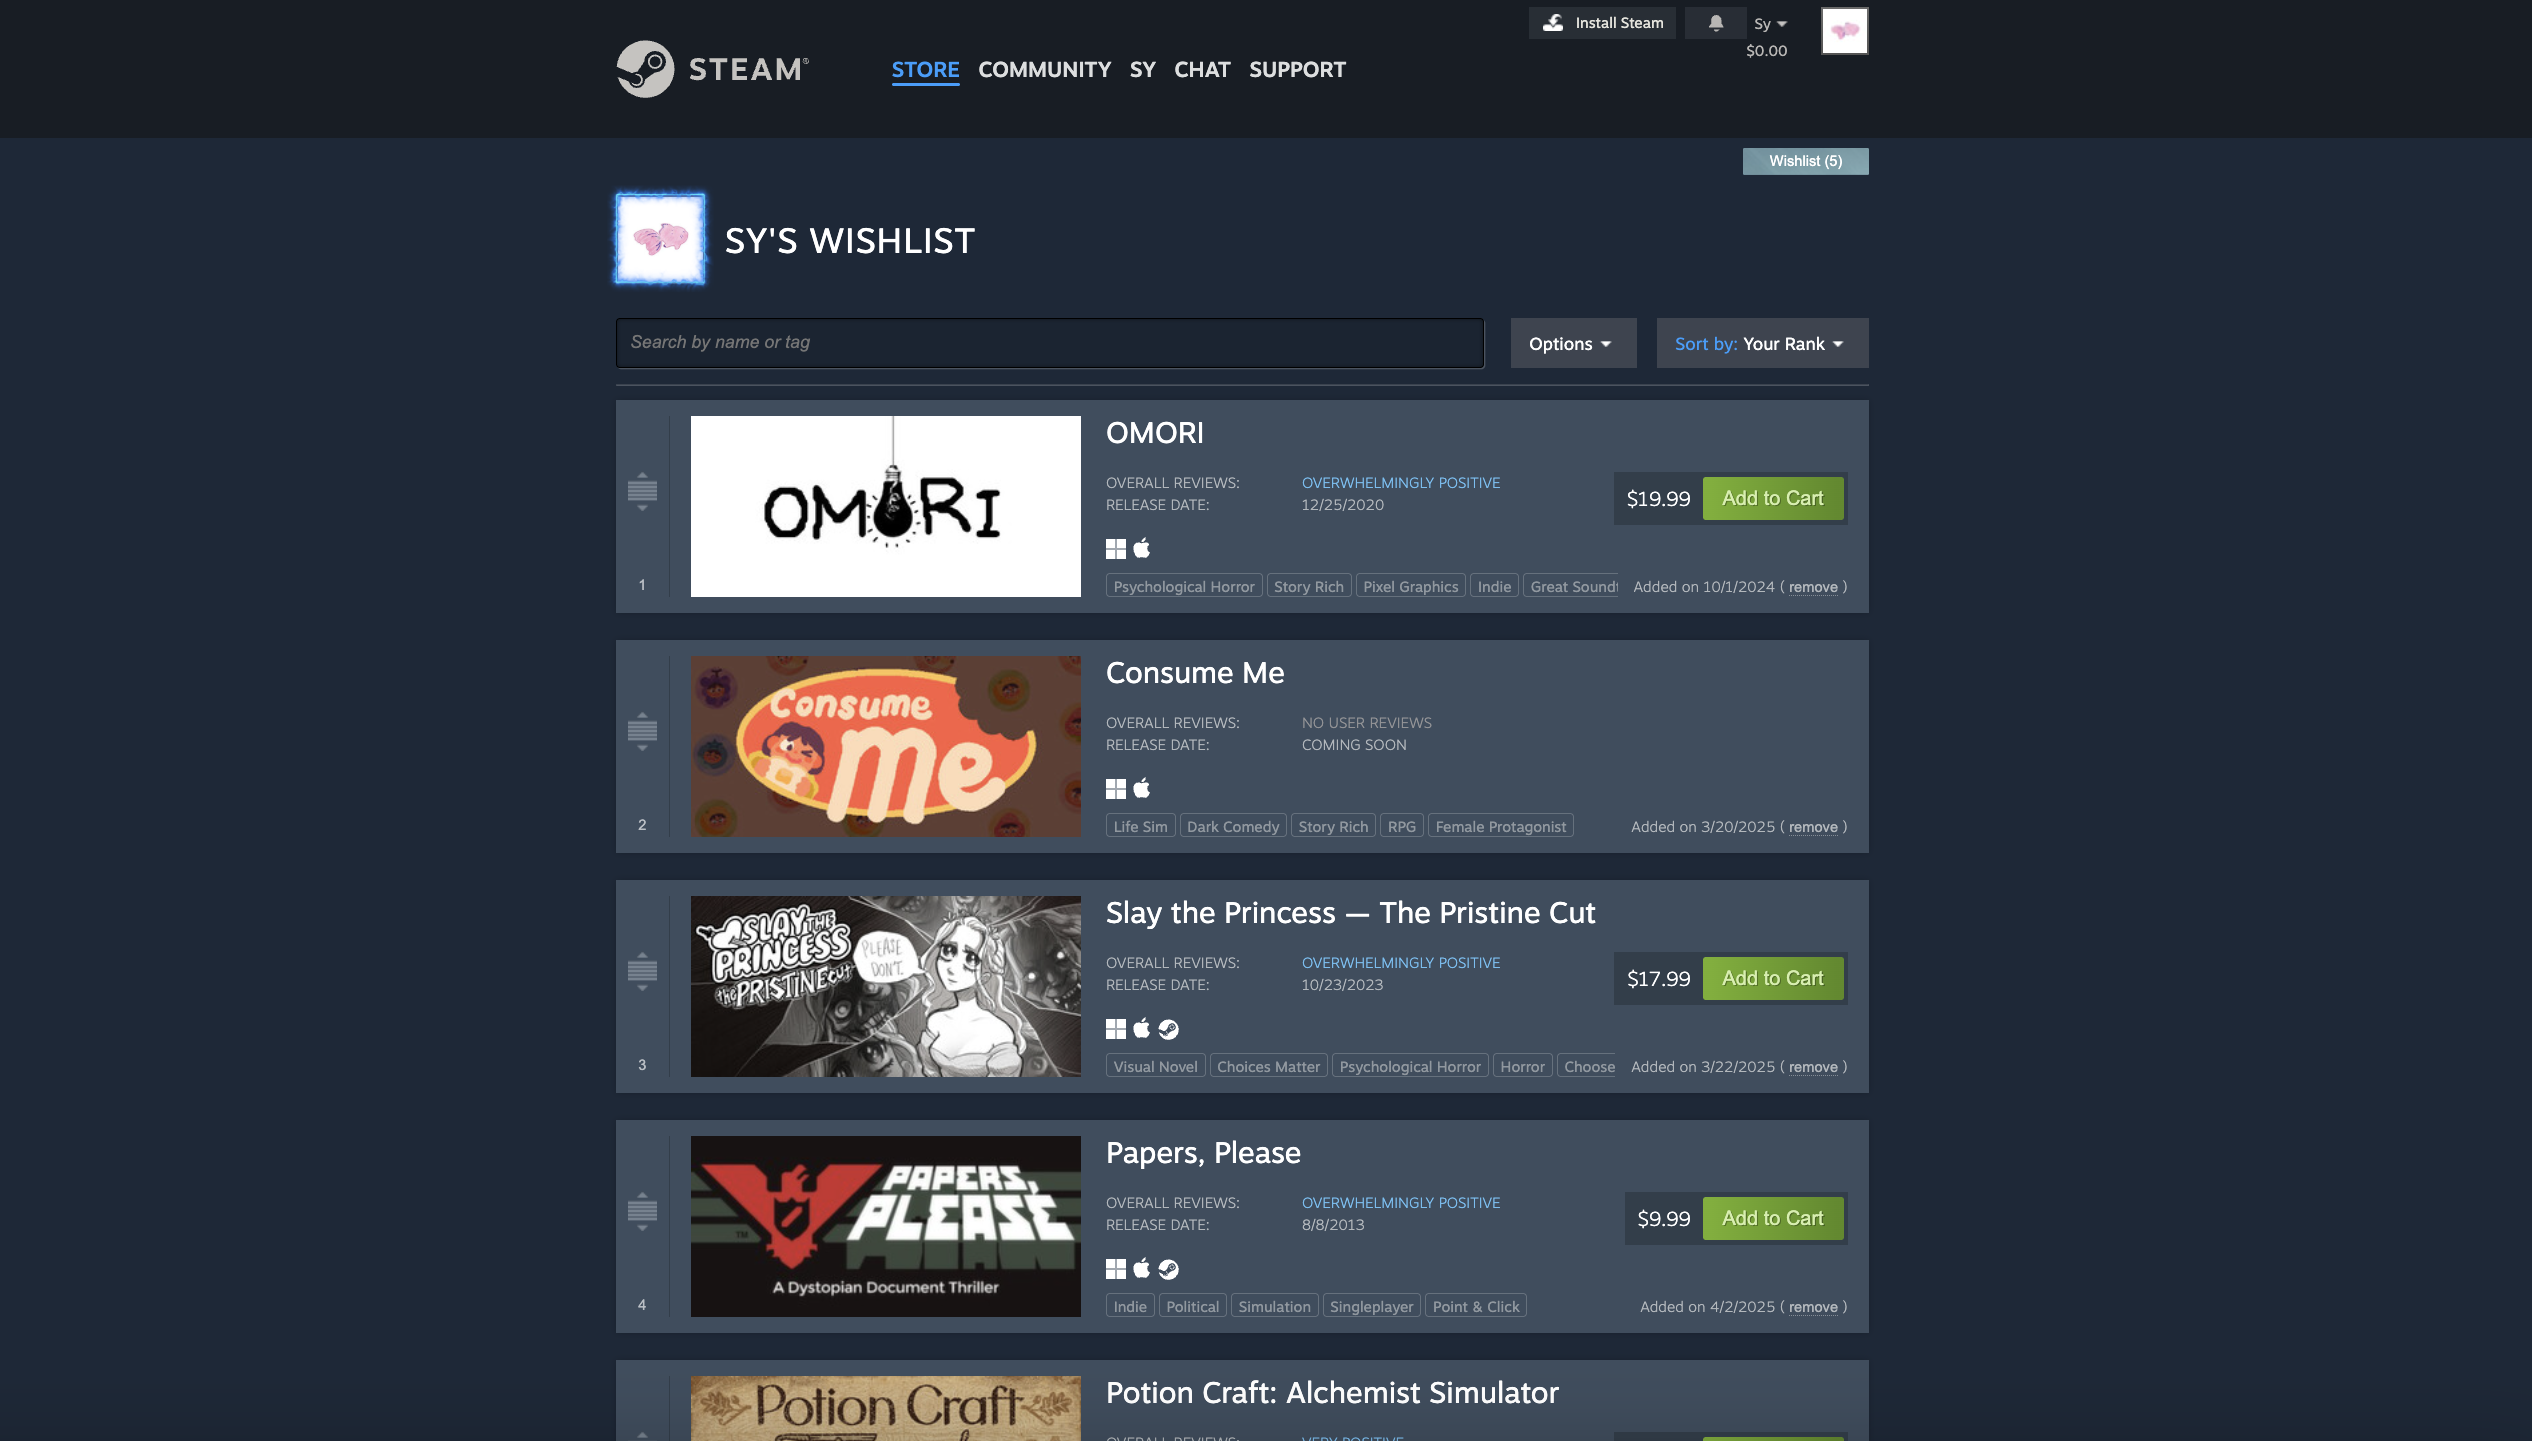 Install Steam
Sy
$0.00
STEAM®
STORE COMMUNITY SY CHAT SUPPORT
Wishlist (5)
SY'S WISHLIST
Search by name or tag
Options
Sort by: Your Rank
OMORI
OMORI
OVERALL REVIEWS: OVERWHELMINGLY POSITIVE
RELEASE DATE: 12/25/2020
$19.99 Add to Cart
1
Psychological Horror Story Rich Pixel Graphics Indie Great Soundt
Added on 10/1/2024 ( remove )
Consume Me
Consume Me
OVERALL REVIEWS: NO USER REVIEWS
RELEASE DATE: COMING SOON
2
Life Sim Dark Comedy Story Rich RPG Female Protagonist
Added on 3/20/2025 ( remove )
SLAY THE PRINCESS the PRISTINE cut
PLEASE DON'T.
Slay the Princess — The Pristine Cut
OVERALL REVIEWS: OVERWHELMINGLY POSITIVE
RELEASE DATE: 10/23/2023
$17.99 Add to Cart
3
Visual Novel Choices Matter Psychological Horror Horror Choose
Added on 3/22/2025 ( remove )
PAPERS, PLEASE
TM
A Dystopian Document Thriller
Papers, Please
OVERALL REVIEWS: OVERWHELMINGLY POSITIVE
RELEASE DATE: 8/8/2013
$9.99 Add to Cart
4
Indie Political Simulation Singleplayer Point & Click
Added on 4/2/2025 ( remove )
Potion Craft
Potion Craft: Alchemist Simulator
OVERALL REVIEWS: VERY POSITIVE